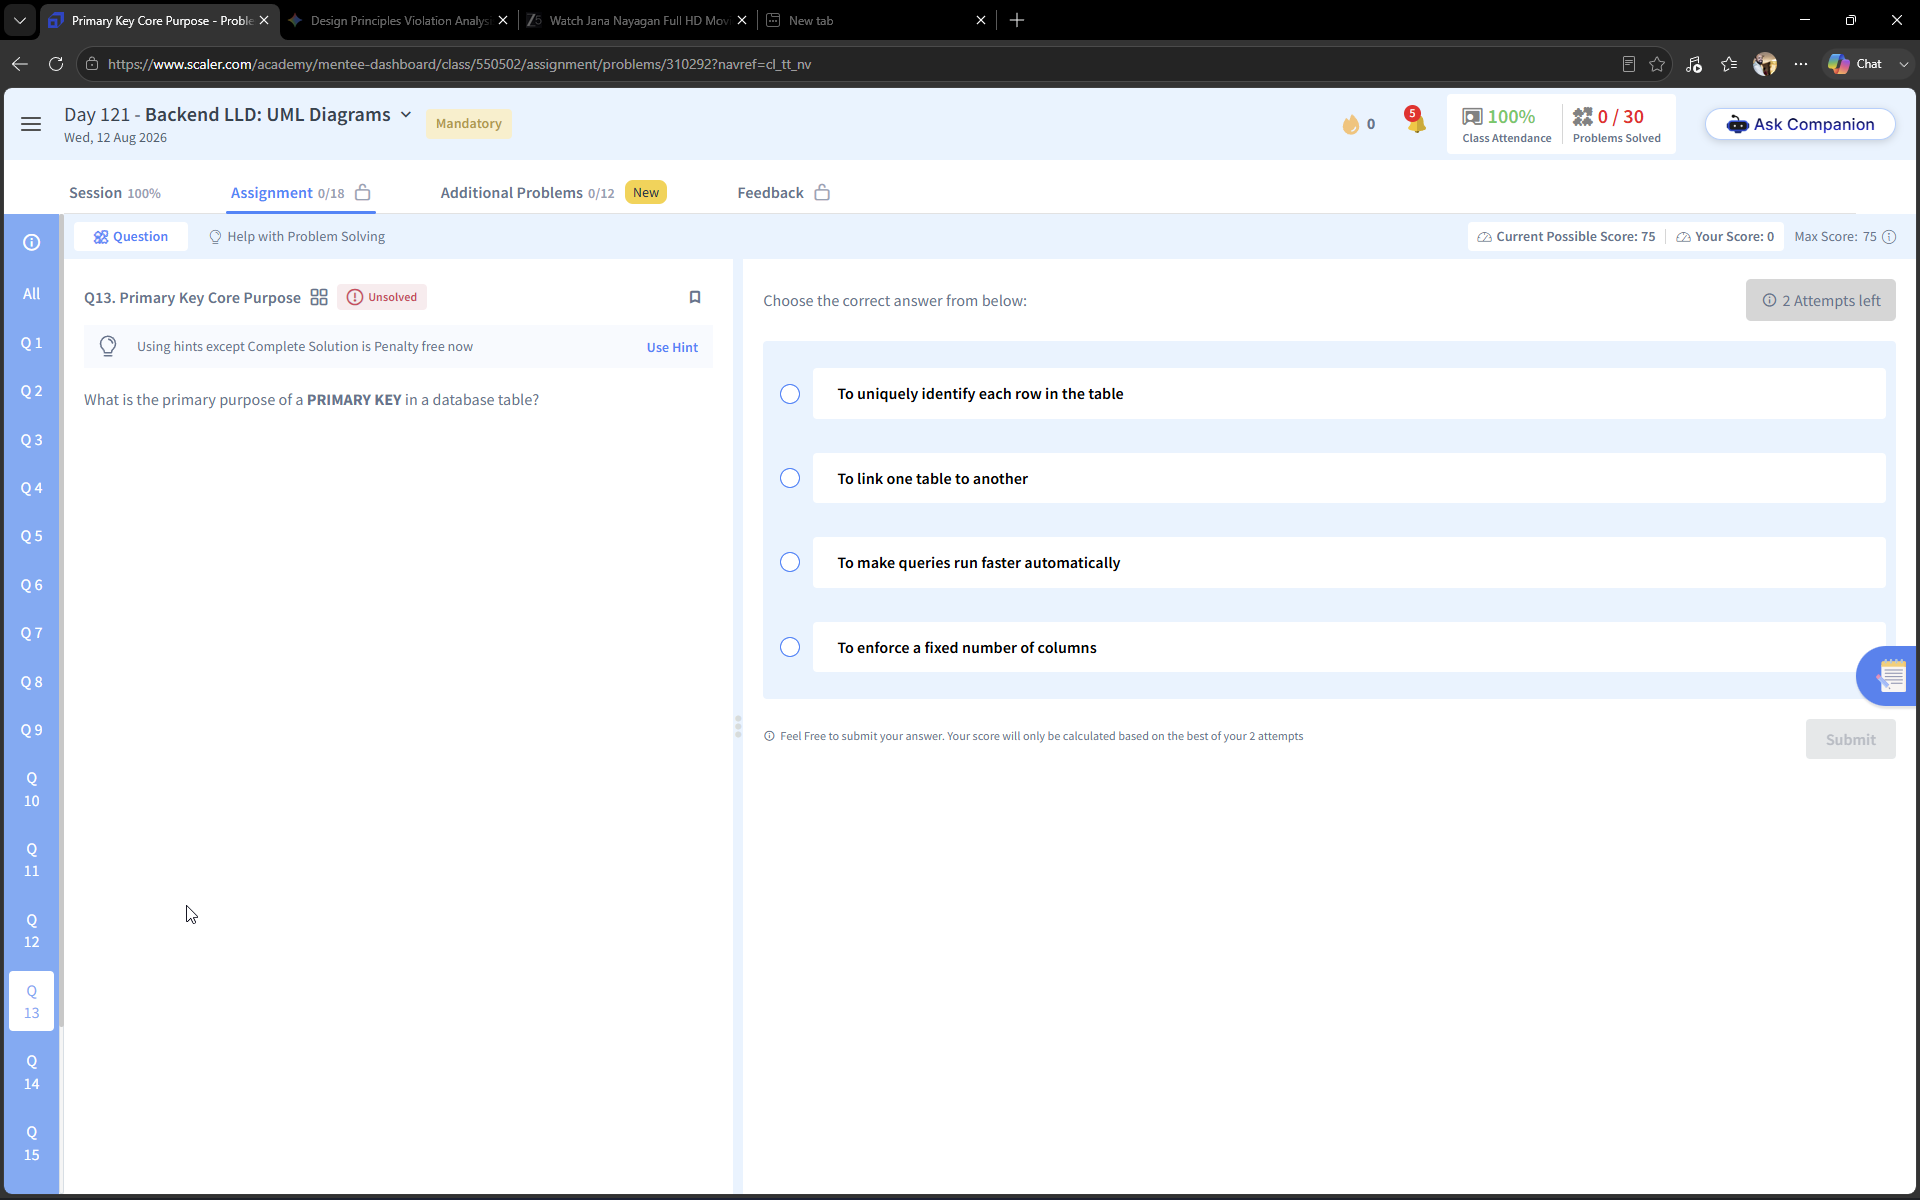 Primary Key Core Purpose - Proble
Design Principles Violation Analys
Watch Jana Nayagan Full HD Mov
New tab
https://www.scaler.com/academy/mentee-dashboard/class/550502/assignment/problems/310292?navref=cl_tt_nv
Chat
Day 121 - Backend LLD: UML Diagrams
Wed, 12 Aug 2026
Mandatory
0
5
100%
Class Attendance
0 / 30
Problems Solved
Ask Companion
Session 100%
Assignment 0/18
Additional Problems 0/12 New
Feedback
Question
Help with Problem Solving
Current Possible Score: 75
Your Score: 0
Max Score: 75
All
Q 1
Q 2
Q 3
Q 4
Q 5
Q 6
Q 7
Q 8
Q 9
Q
10
Q
11
Q
12
Q
13
Q
14
Q
15
Q13. Primary Key Core Purpose
Unsolved
Using hints except Complete Solution is Penalty free now
Use Hint
What is the primary purpose of a PRIMARY KEY in a database table?
Choose the correct answer from below:
2 Attempts left
To uniquely identify each row in the table
To link one table to another
To make queries run faster automatically
To enforce a fixed number of columns
Feel Free to submit your answer. Your score will only be calculated based on the best of your 2 attempts
Submit